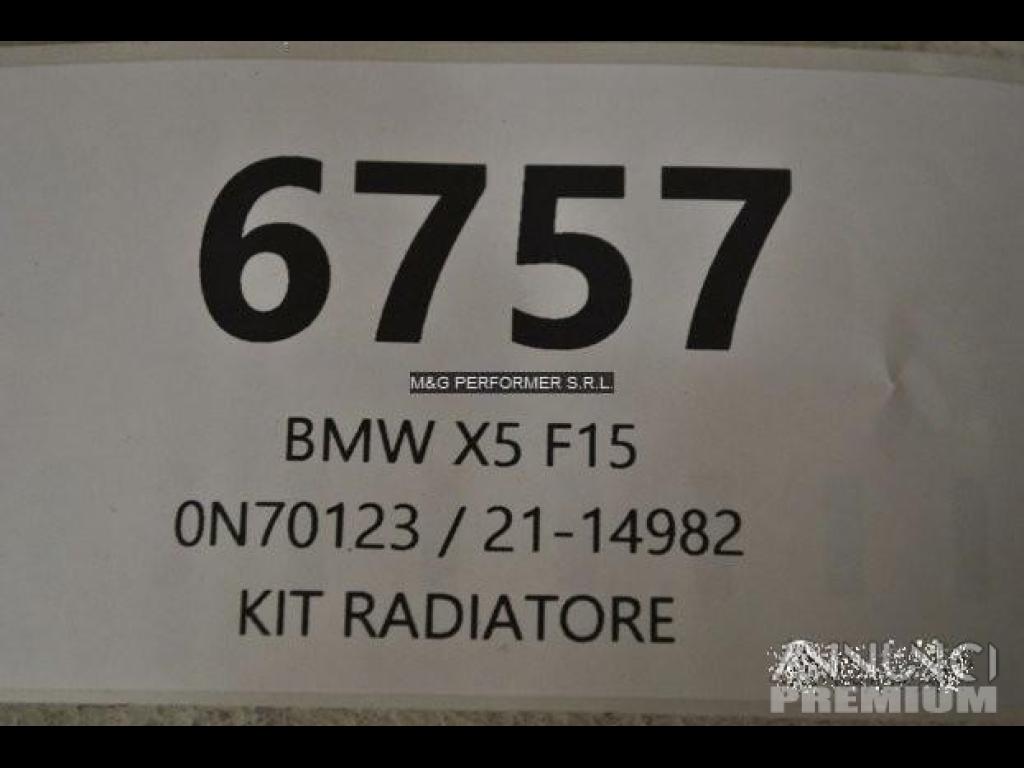 6757
M&G PERFORMER S.R.L.
BMW X5 F15
0N70123 / 21-14982
KIT RADIATORE
ANNUNCI
PREMIUM